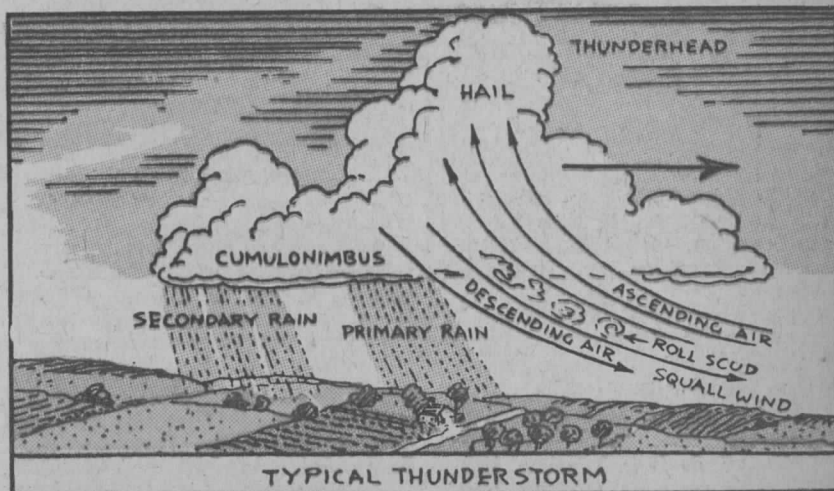 THUNDERHEAD
HAIL
CUMULONIMBUS
SECONDARY RAIN
PRIMARY RAIN
DESCENDING AIR
ASCENDING AIR
ROLL SCUD
SQUALL WIND
TYPICAL THUNDERSTORM